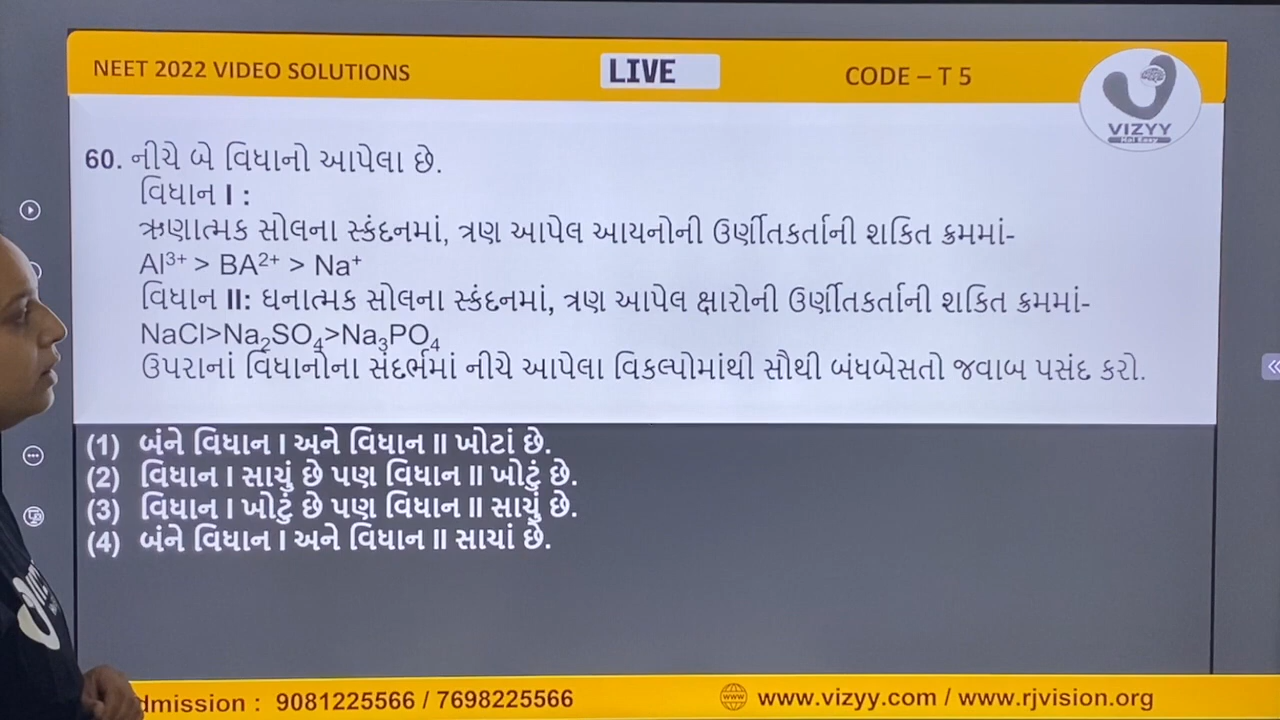 NEET 2022 VIDEO SOLUTIONS
LIVE
CODE – T 5
VIZYY
60. નીચે બે વિધાનો આપેલા છે.
વિધાન I :
ઋણાત્મક સોલના સ્કંદનમાં, ત્રણ આપેલ આયનોની ઉર્ણીતકર્તાની શકિત ક્રમમાં-
Al³⁺ > BA²⁺ > Na⁺
વિધાન II: ધનાત્મક સોલના સ્કંદનમાં, ત્રણ આપેલ ક્ષારોની ઉર્ણીતકર્તાની શકિત ક્રમમાં-
NaCl>Na₂SO₄>Na₃PO₄
ઉપરાનાં વિધાનોના સંદર્ભમાં નીચે આપેલા વિકલ્પોમાંથી સૌથી બંધબેસતો જવાબ પસંદ કરો.
(1) બંને વિધાન I અને વિધાન II ખોટાં છે.
(2) વિધાન I સાચું છે પણ વિધાન II ખોટું છે.
(3) વિધાન I ખોટું છે પણ વિધાન II સાચું છે.
(4) બંને વિધાન I અને વિધાન II સાચાં છે.
dmission : 9081225566 / 7698225566
www.vizyy.com / www.rjvision.org